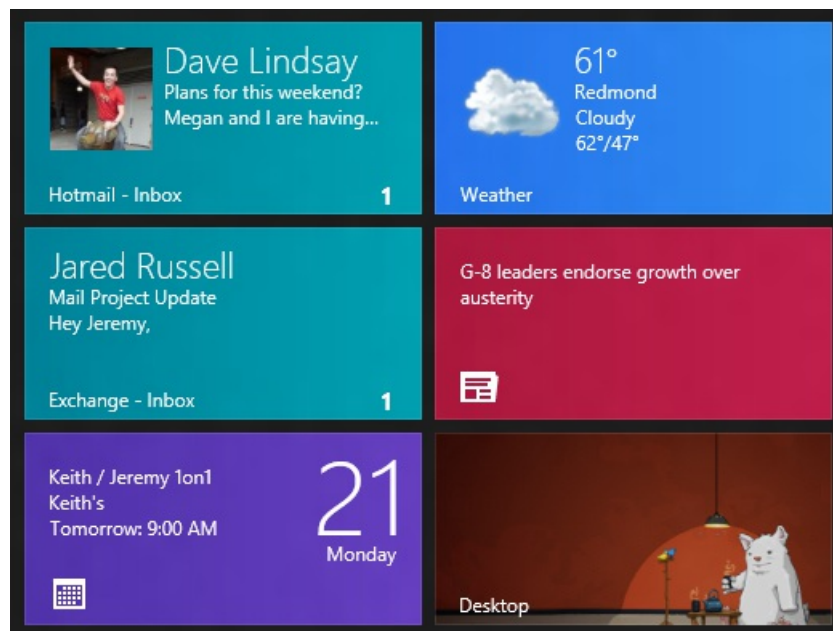 Dave Lindsay
Plans for this weekend?
Megan and I are having...
Hotmail - Inbox
1
61°
Redmond
Cloudy
62°/47°
Weather
Jared Russell
Mail Project Update
Hey Jeremy,
Exchange - Inbox
1
G-8 leaders endorse growth over
austerity
Keith / Jeremy 1on1
Keith's
Tomorrow: 9:00 AM
21
Monday
Desktop